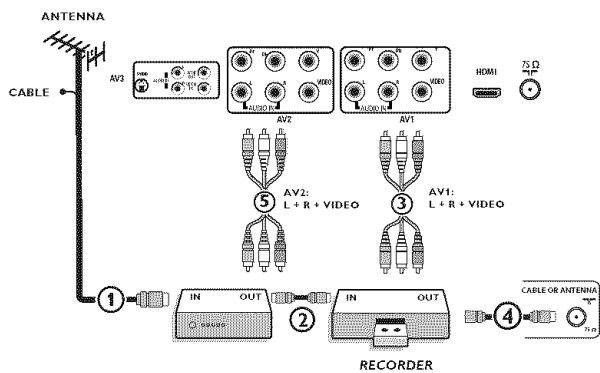 ANTENNA
CABLE
AV3
L
R
VIDEO
AUDIO IN
AV2
L
R
VIDEO
AUDIO IN
AV1
HDMI
75 Ω
AV2:
L + R + VIDEO
5
AV1:
L + R + VIDEO
3
1
IN
OUT
2
IN
OUT
4
CABLE OR ANTENNA
75 Ω
RECORDER